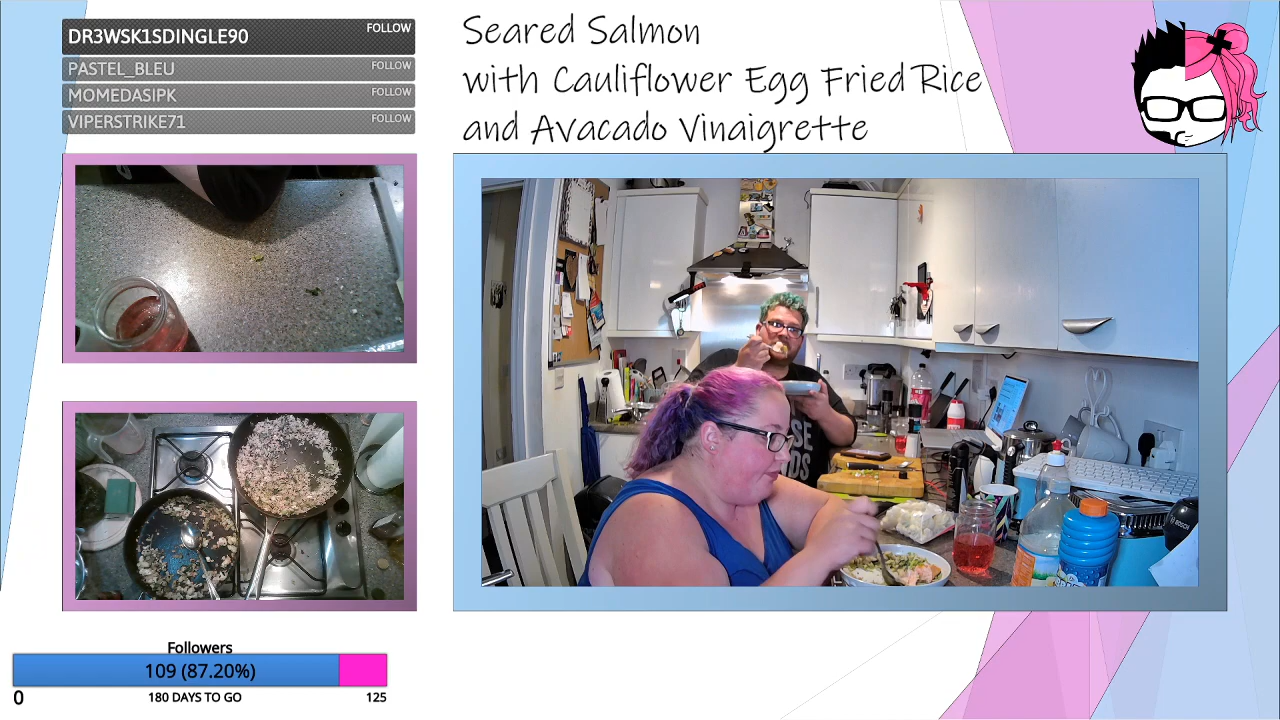 DR3WSK1SDINGLE90 FOLLOW
PASTEL_BLEU FOLLOW
MOMEDASIPK FOLLOW
VIPERSTRIKE71 FOLLOW
Seared Salmon
with Cauliflower Egg Fried Rice
and Avacado Vinaigrette
BOSCH
Followers
109 (87.20%)
0 180 DAYS TO GO 125